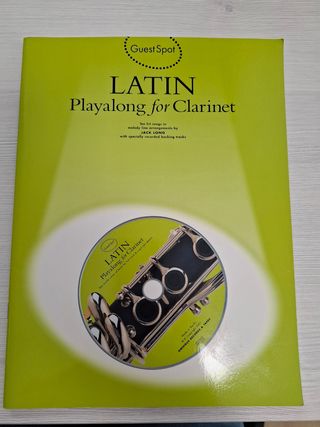 Guest Spot
LATIN
Playalong for Clarinet
Ten hit songs in
melody line arrangements by
JACK LONG
with specially recorded backing tracks
LATIN
Playalong for Clarinet